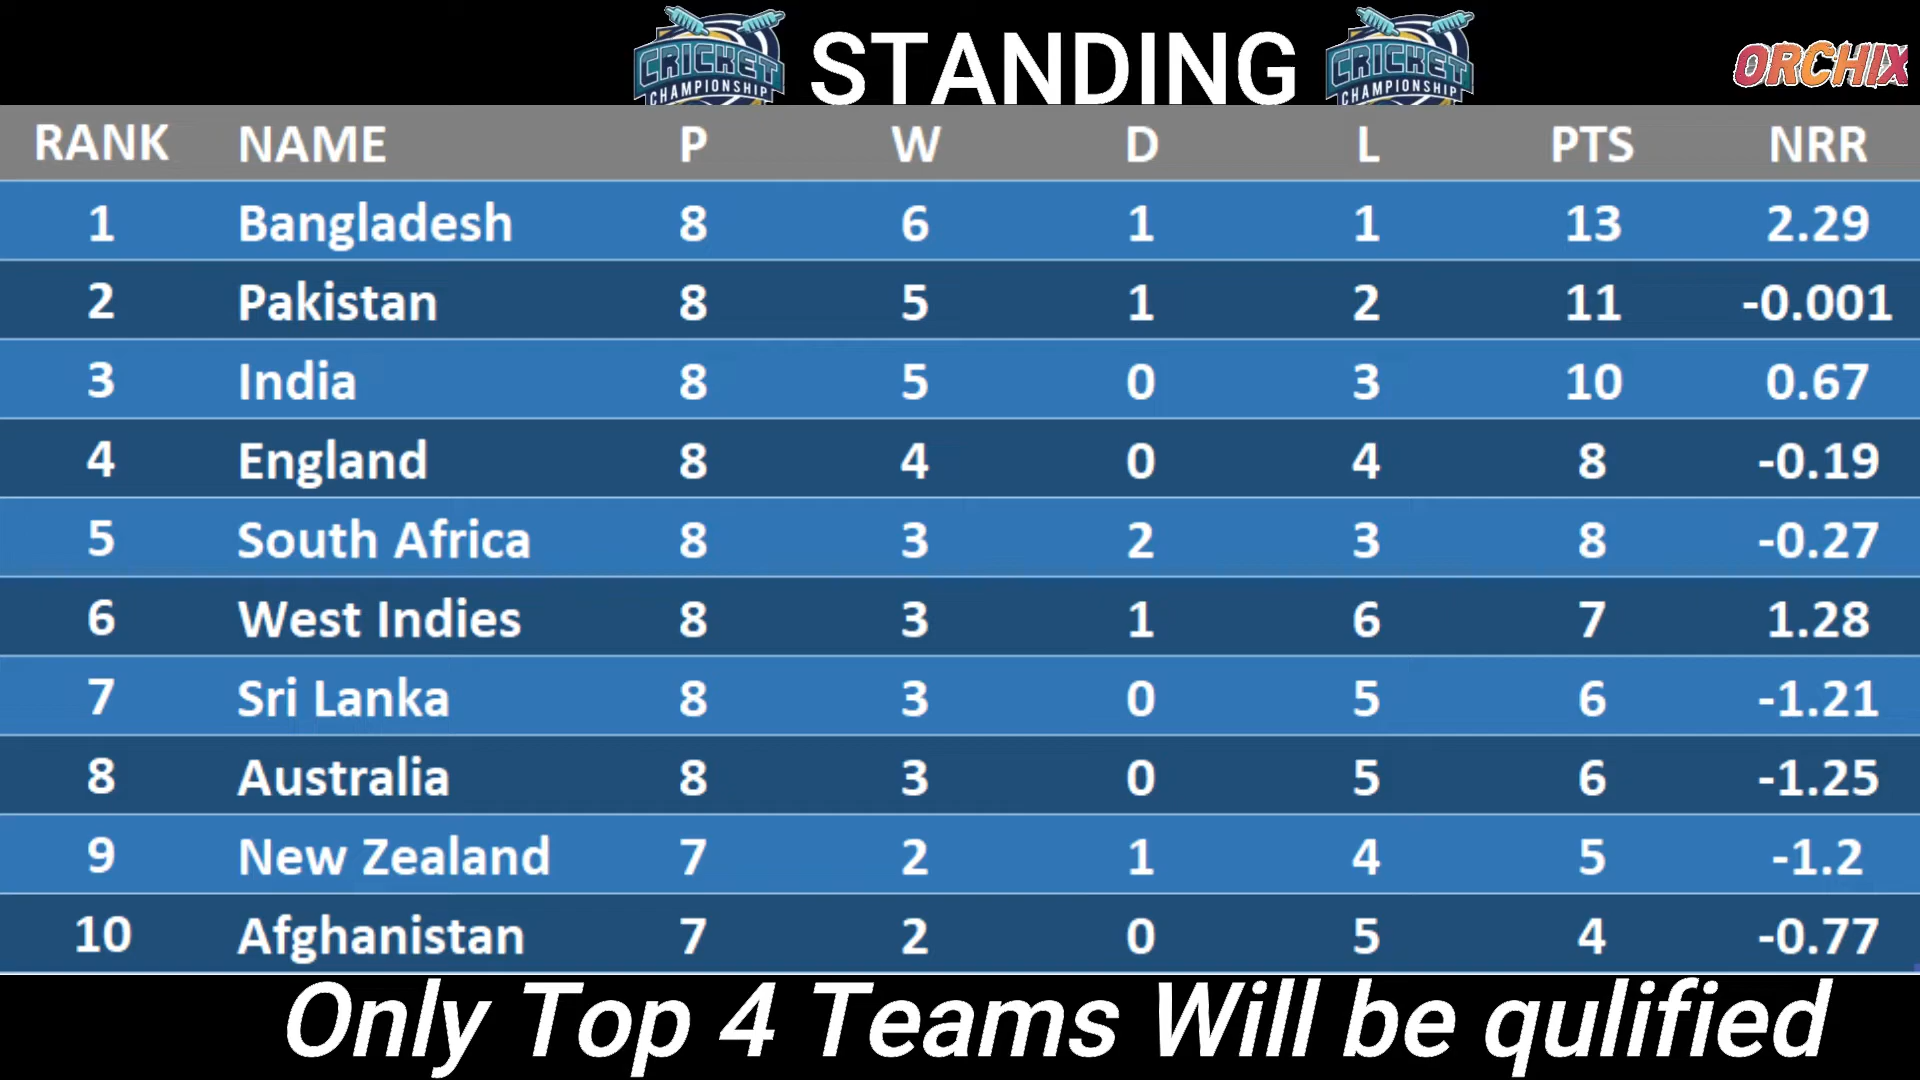 CRICKET CHAMPIONSHIP STANDING CRICKET CHAMPIONSHIP ORCHIX
RANK NAME P W D L PTS NRR
1 Bangladesh 8 6 1 1 13 2.29
2 Pakistan 8 5 1 2 11 -0.001
3 India 8 5 0 3 10 0.67
4 England 8 4 0 4 8 -0.19
5 South Africa 8 3 2 3 8 -0.27
6 West Indies 8 3 1 6 7 1.28
7 Sri Lanka 8 3 0 5 6 -1.21
8 Australia 8 3 0 5 6 -1.25
9 New Zealand 7 2 1 4 5 -1.2
10 Afghanistan 7 2 0 5 4 -0.77
Only Top 4 Teams Will be qulified